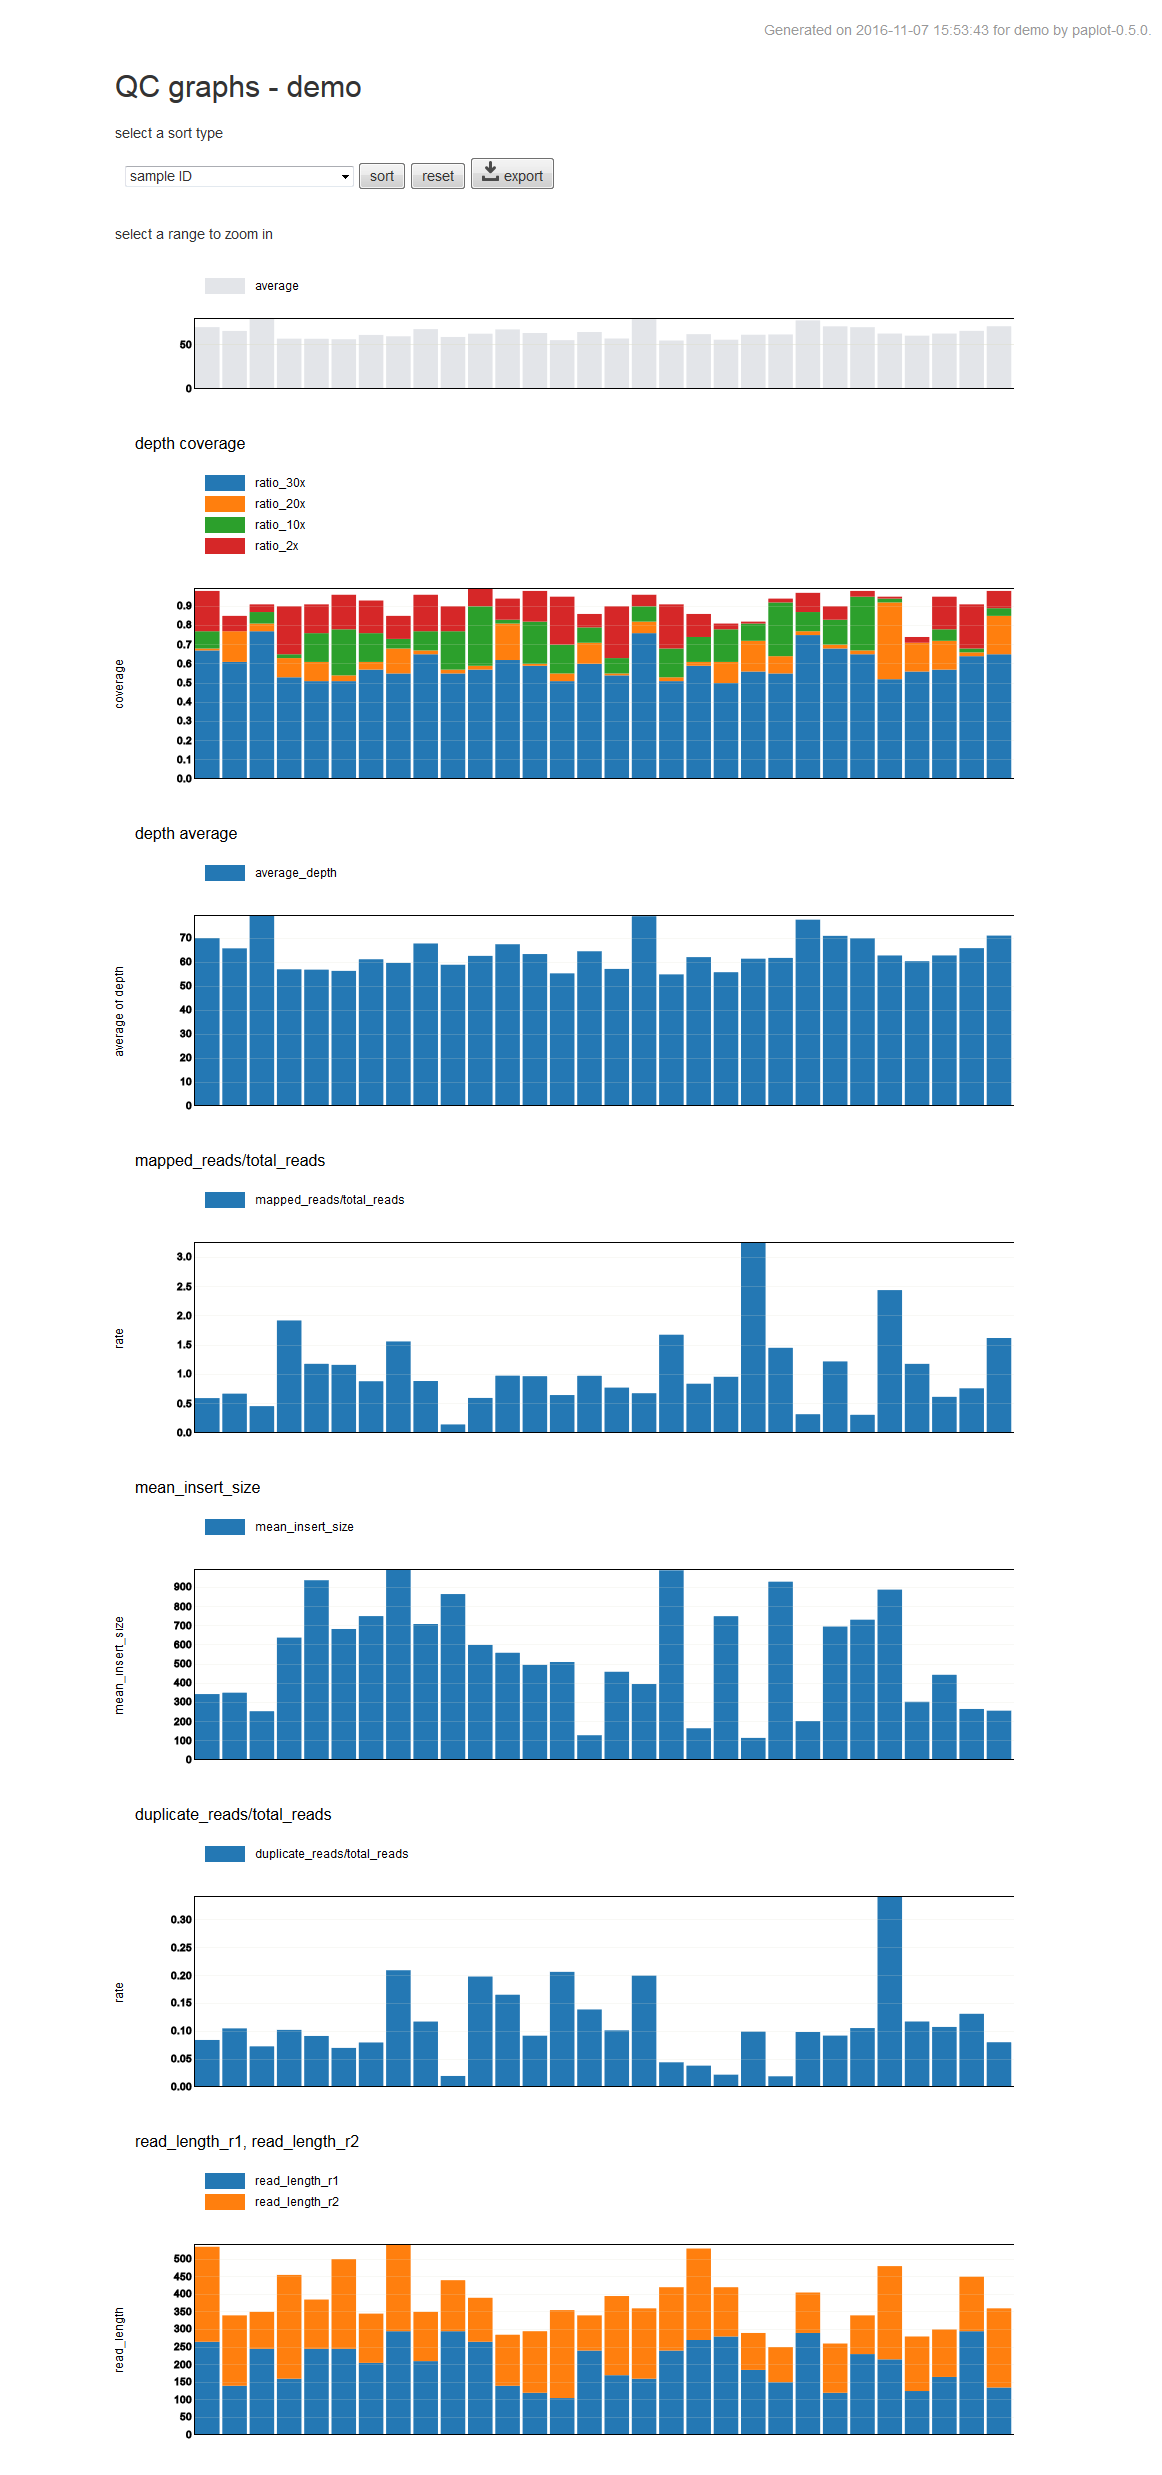 Generated on 2016-11-07 15:53:43 for demo by paplot-0.5.0.
QC graphs - demo
select a sort type
sample ID sort reset export
select a range to zoom in
average
50
0
depth coverage
ratio_30x
ratio_20x
ratio_10x
ratio_2x
coverage
0.9
0.8
0.7
0.6
0.5
0.4
0.3
0.2
0.1
0.0
depth average
average_depth
average of depth
70
60
50
40
30
20
10
0
mapped_reads/total_reads
mapped_reads/total_reads
rate
3.0
2.5
2.0
1.5
1.0
0.5
0.0
mean_insert_size
mean_insert_size
mean_insert_size
900
800
700
600
500
400
300
200
100
0
duplicate_reads/total_reads
duplicate_reads/total_reads
rate
0.30
0.25
0.20
0.15
0.10
0.05
0.00
read_length_r1, read_length_r2
read_length_r1
read_length_r2
read_length
500
450
400
350
300
250
200
150
100
50
0